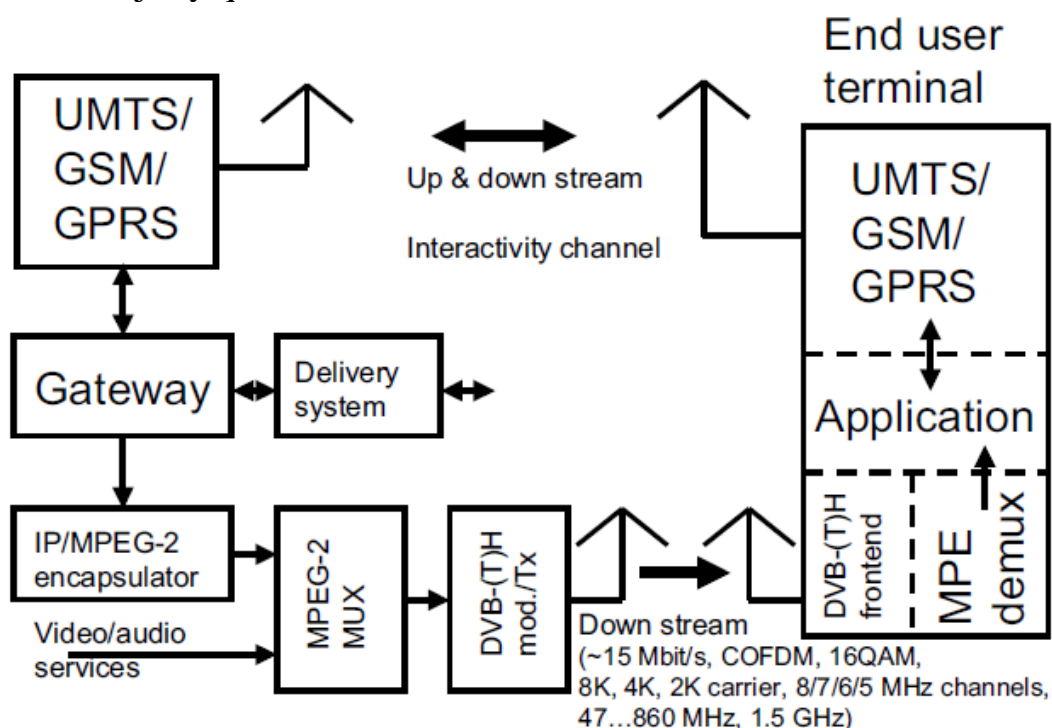 End user
terminal
UMTS/
GSM/
GPRS
Up & down stream
Interactivity channel
UMTS/
GSM/
GPRS
Gateway
Delivery
system
Application
IP/MPEG-2
encapsulator
MPEG-2
MUX
DVB-(T)H
mod./Tx
DVB-(T)H
frontend
MPE
demux
Video/audio
services
Down stream
(~15 Mbit/s, COFDM, 16QAM,
8K, 4K, 2K carrier, 8/7/6/5 MHz channels,
47...860 MHz, 1.5 GHz)